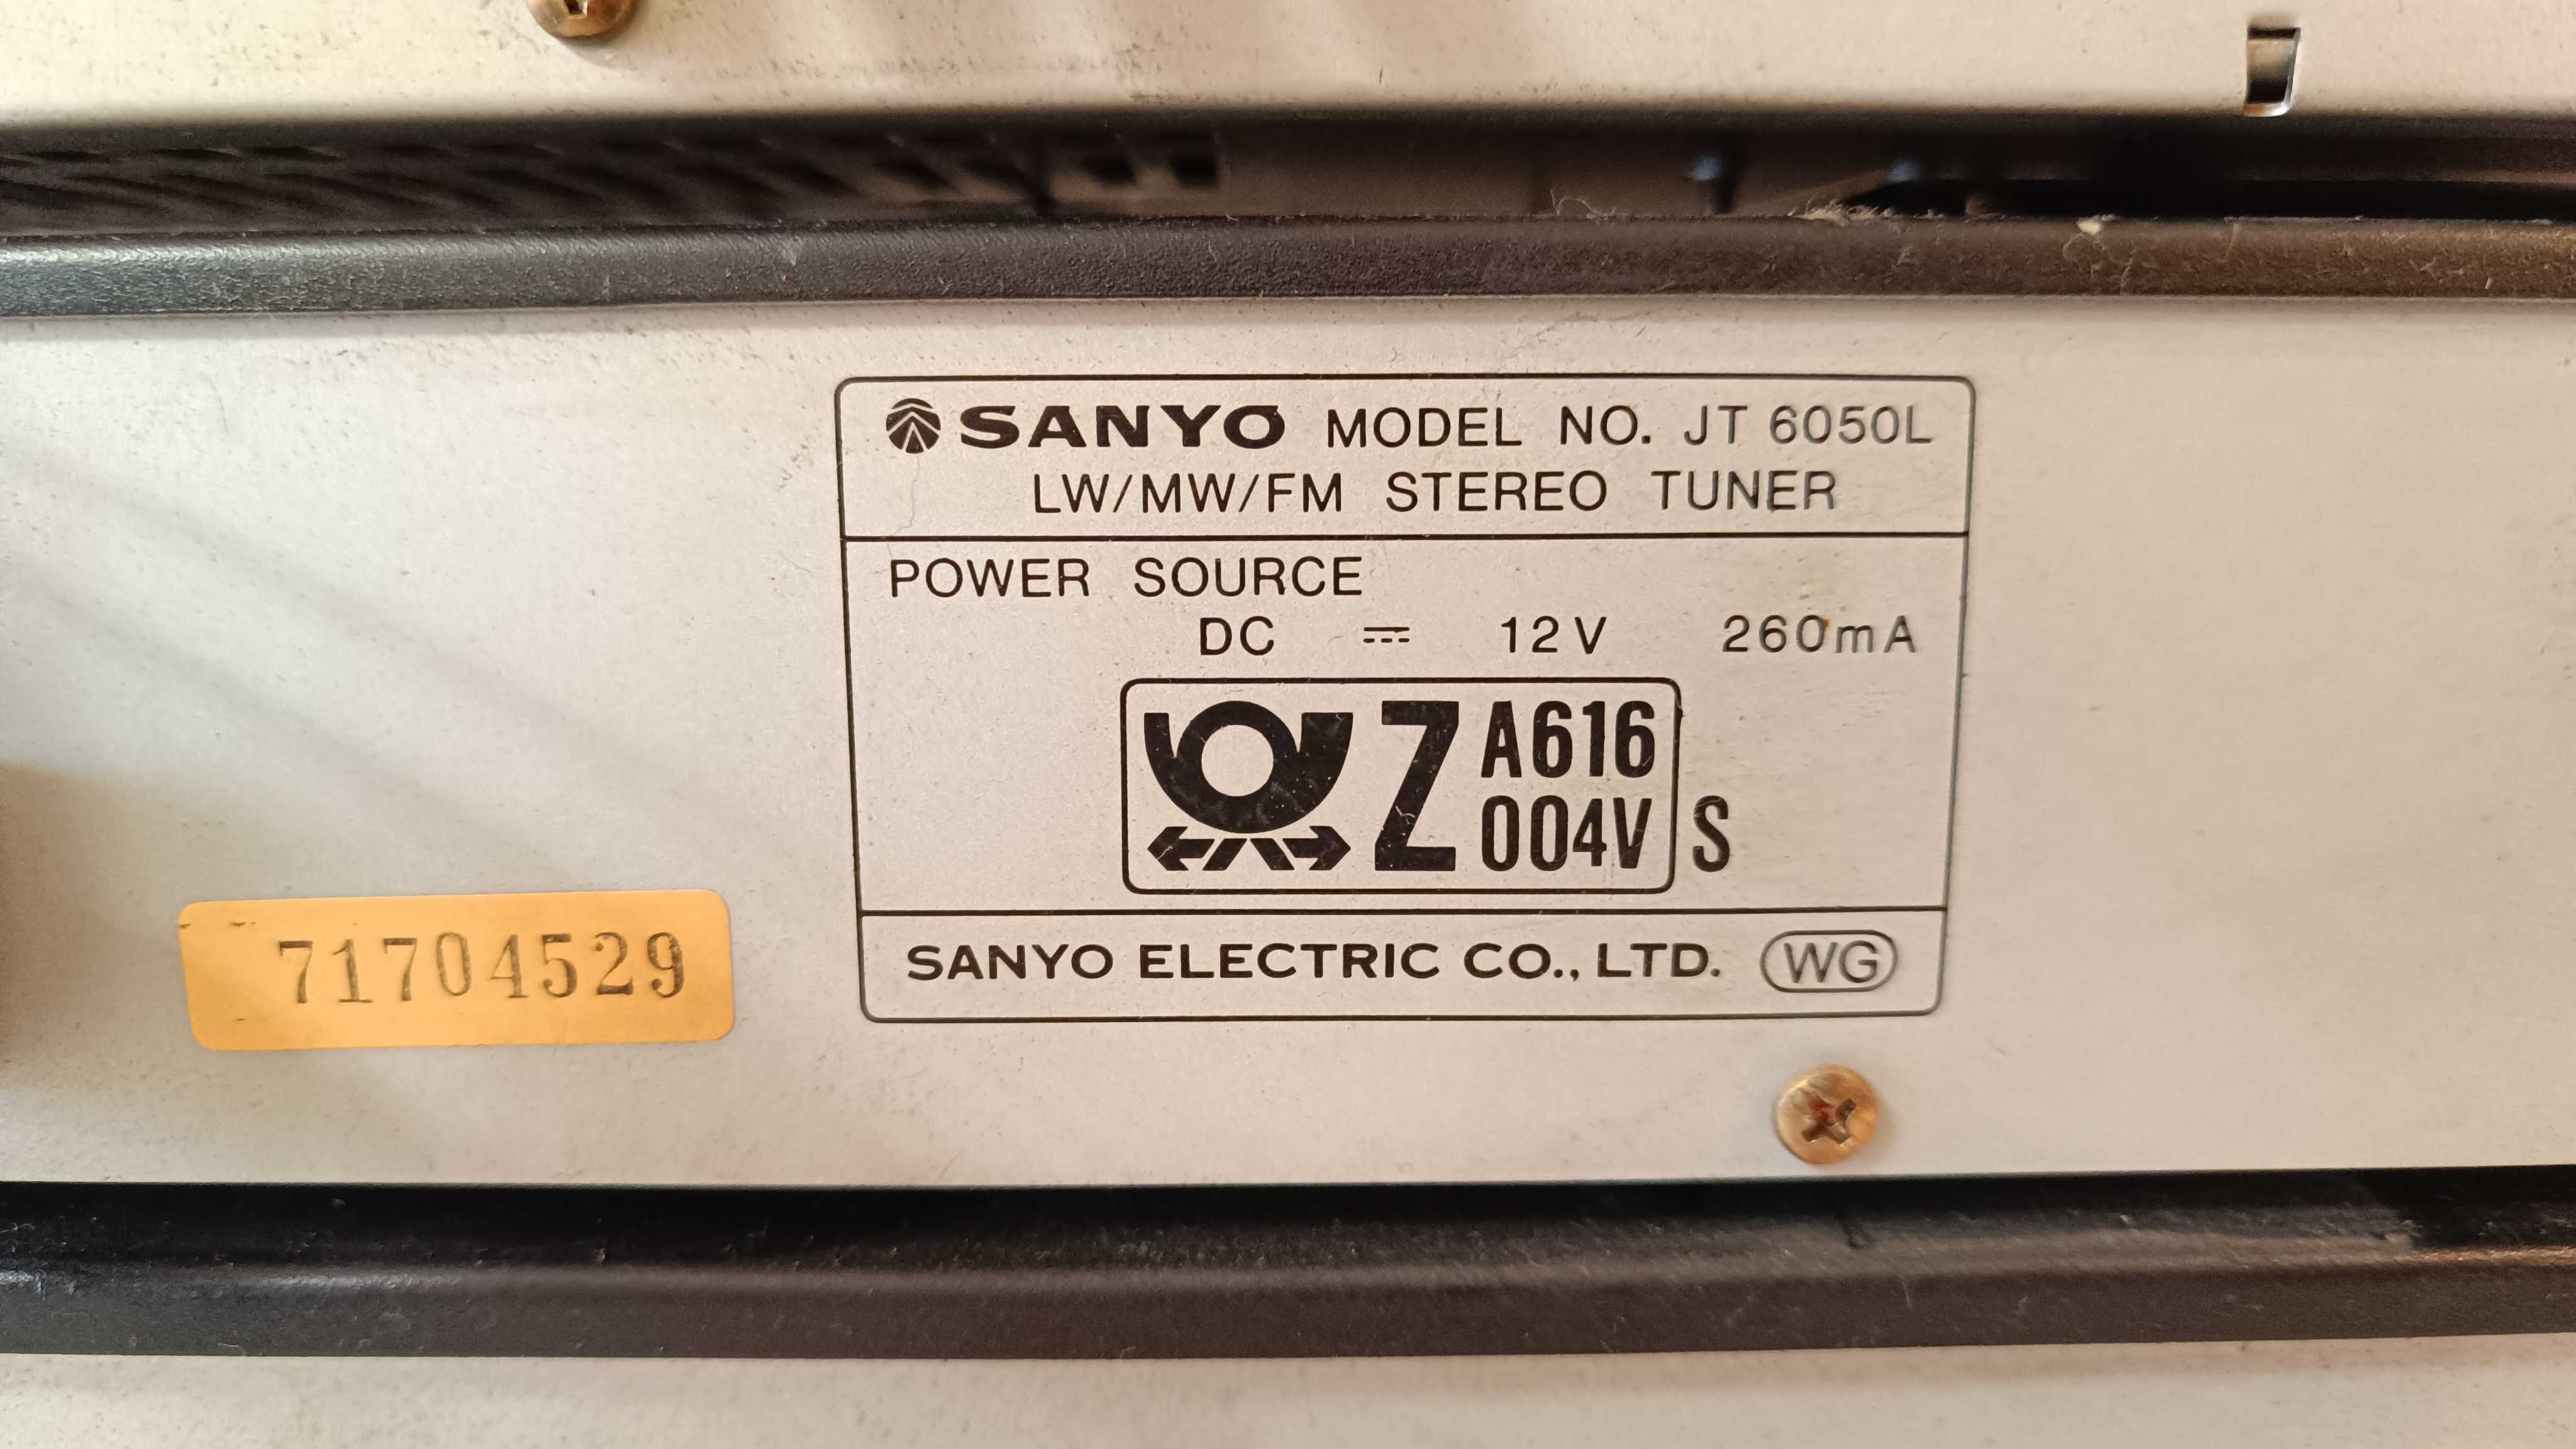 SANYO MODEL NO. JT 6050L
LW/MW/FM STEREO TUNER
POWER SOURCE
DC 12V 260mA
Z A616
004V S
SANYO ELECTRIC CO., LTD. WG
71704529